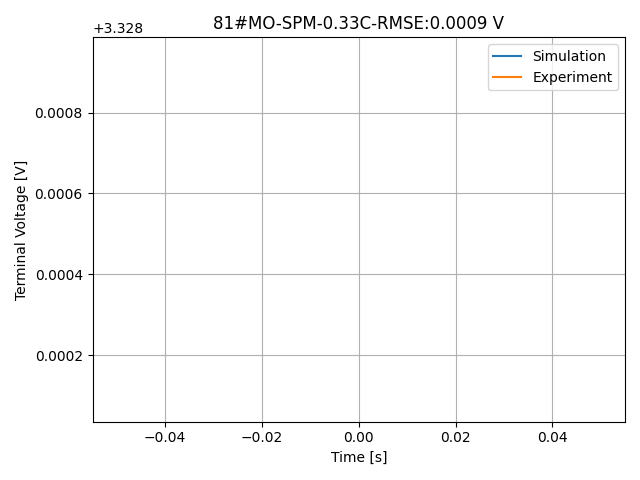 81#MO-SPM-0.33C-RMSE:0.0009 V
+3.328
Simulation
Experiment
0.0008
0.0006
0.0004
0.0002
Terminal Voltage [V]
−0.04 −0.02 0.00 0.02 0.04
Time [s]